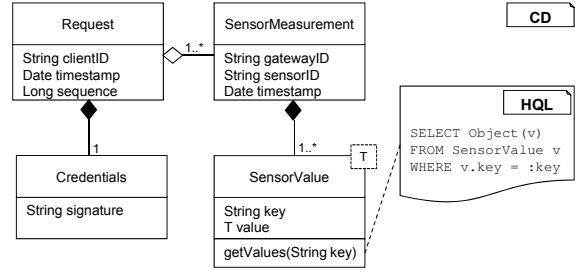 Request
String clientID
Date timestamp
Long sequence
1..*
SensorMeasurement
String gatewayID
String sensorID
Date timestamp
CD
1
Credentials
String signature
1..*
T
SensorValue
String key
T value
getValues(String key)
HQL
SELECT Object(v)
FROM SensorValue v
WHERE v.key = :key